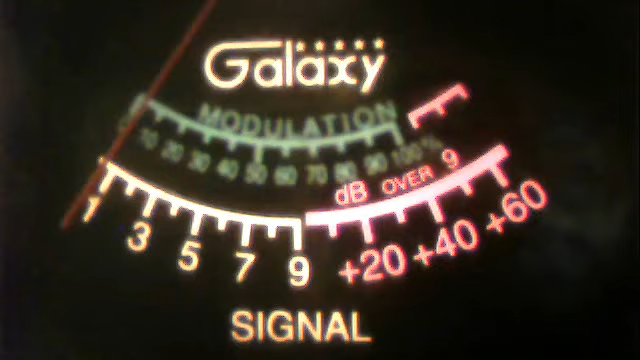 Galaxy
MODULATION
10 20 30 40 50 60 70 80 90 100%
dB OVER 9
1 3 5 7 9 +20 +40 +60
SIGNAL